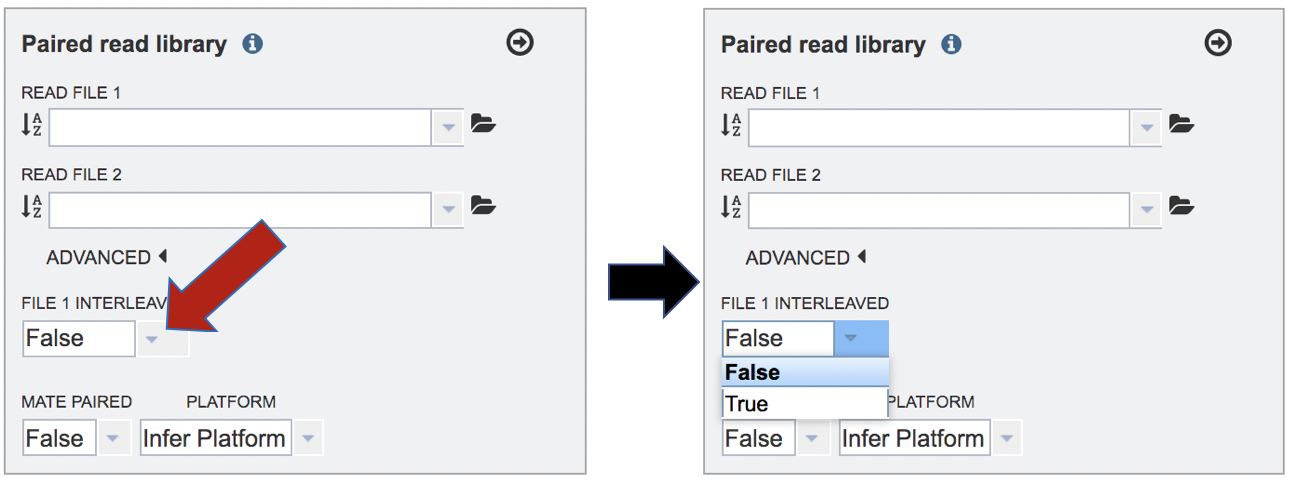 Paired read library
READ FILE 1
READ FILE 2
ADVANCED
FILE 1 INTERLEAV
False
MATE PAIRED PLATFORM
False Infer Platform
Paired read library
READ FILE 1
READ FILE 2
ADVANCED
FILE 1 INTERLEAVED
False
False
True
PLATFORM
False Infer Platform